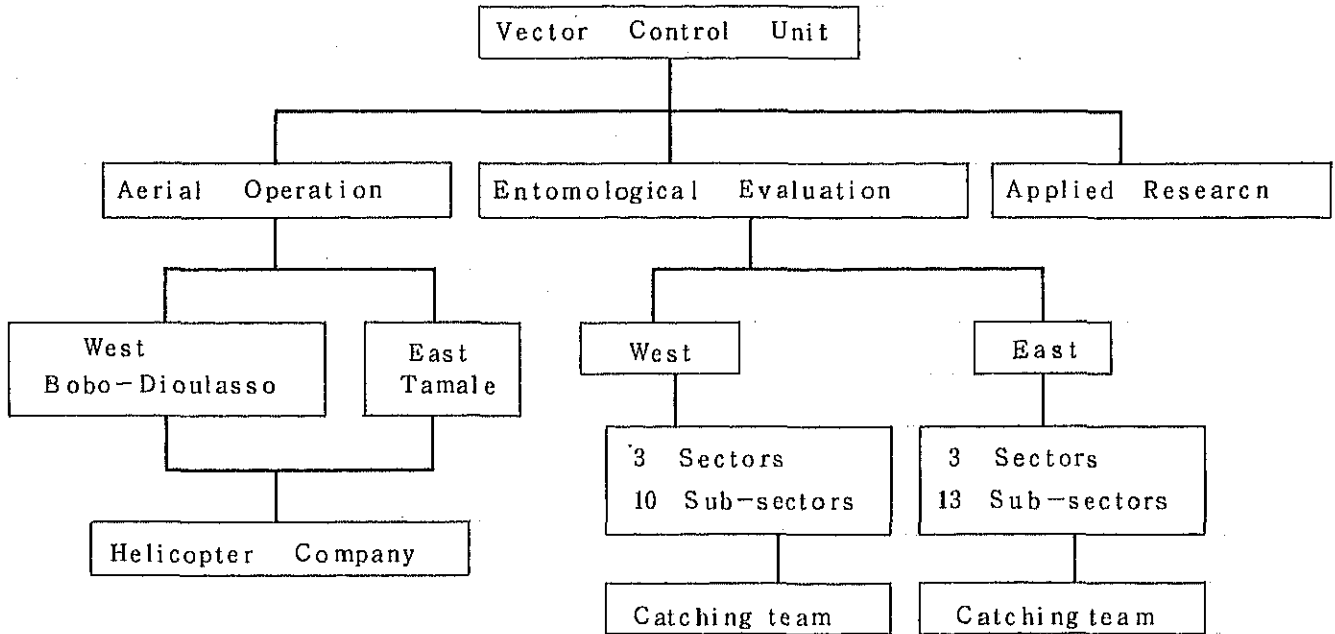 Vector Control Unit
Aerial Operation
Entomological Evaluation
Applied Researcn
West
Bobo-Dioulasso
East
Tamale
West
East
3 Sectors
10 Sub-sectors
3 Sectors
13 Sub-sectors
Helicopter Company
Catching team
Catching team